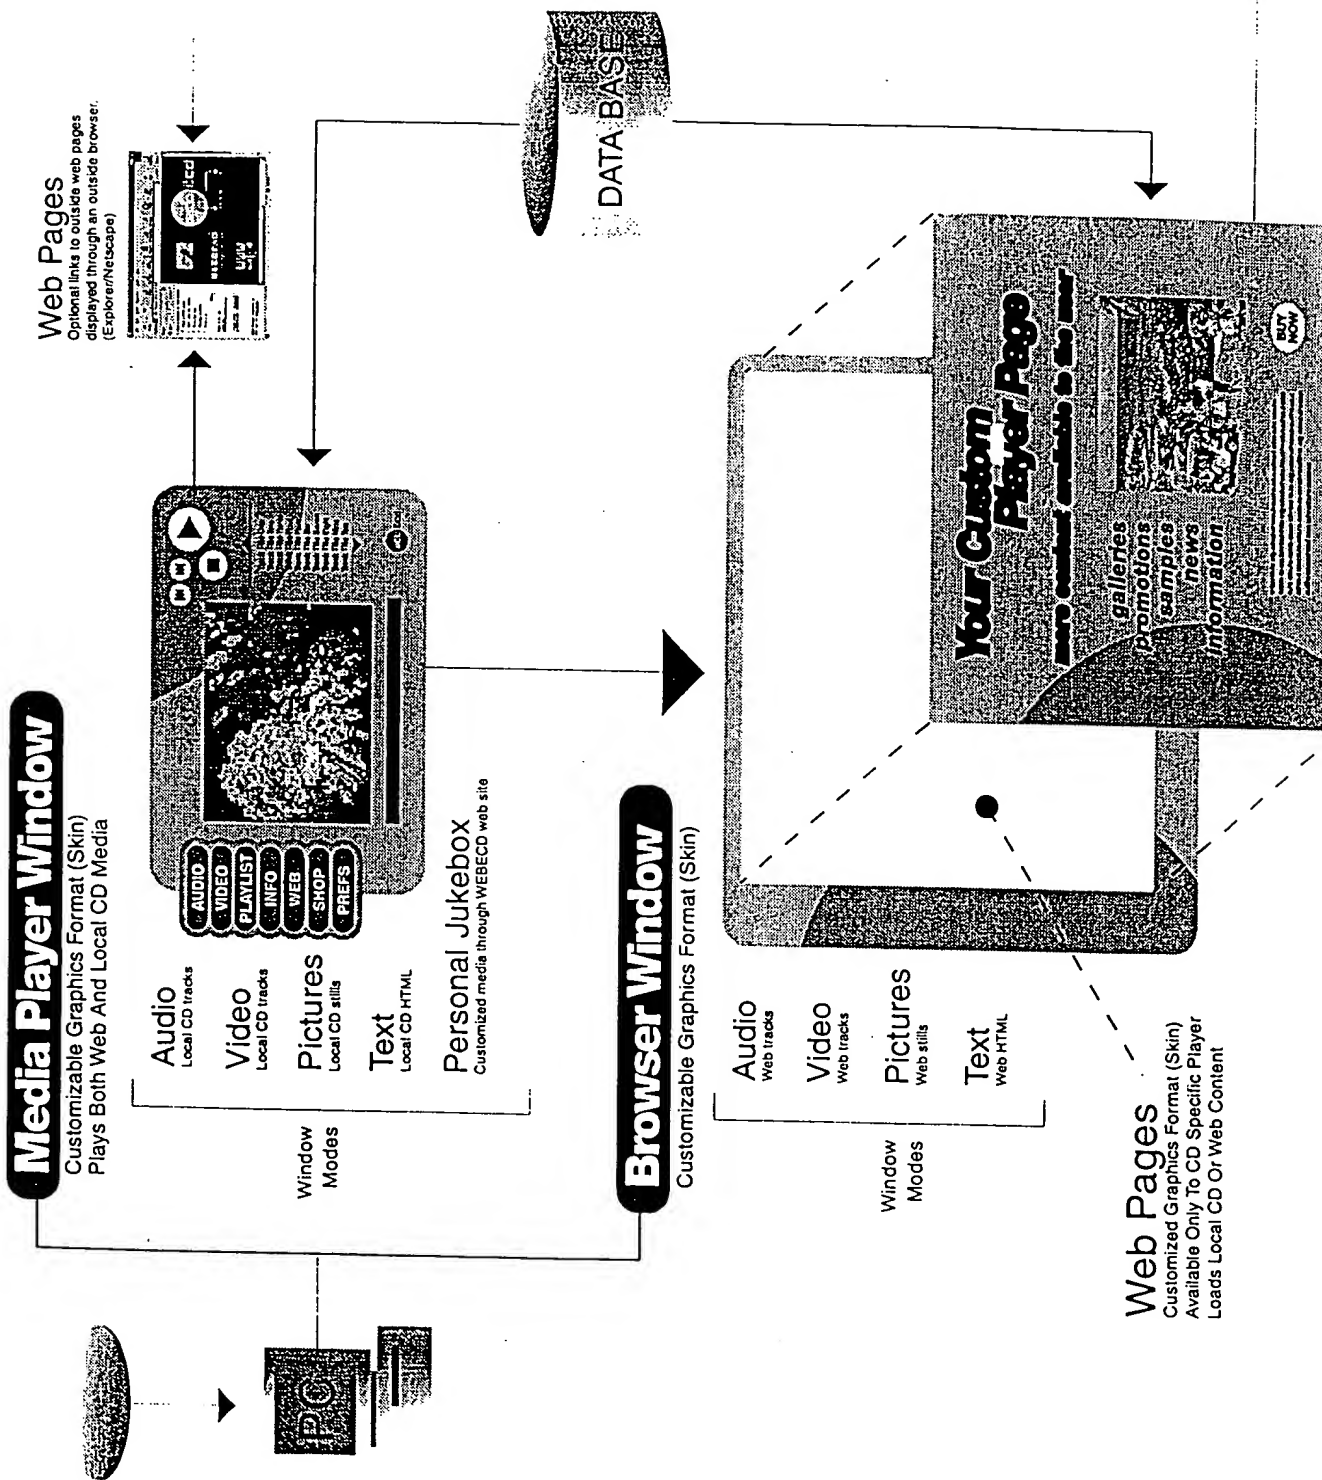 Media Player Window
Customizable Graphics Format (Skin)
Plays Both Web And Local CD Media
Window
Modes
Audio
Local CD tracks
Video
Local CD tracks
Pictures
Local CD stills
Text
Local CD HTML
Personal Jukebox
Customized media through WEBECD web site
AUDIO
VIDEO
PLAYLIST
INFO
WEB
SHOP
PREFS
Web Pages
Optional links to outside web pages
displayed through an outside browser.
(Explorer/Netscape)
PC
DATA BASE
Browser Window
Customizable Graphics Format (Skin)
Window
Modes
Audio
Web tracks
Video
Web tracks
Pictures
Web stills
Text
Web HTML
Your Custom
Player Page
more content available to the user
galleries
promotions
samples
news
information
BUY
NOW
Web Pages
Customized Graphics Format (Skin)
Available Only To CD Specific Player
Loads Local CD Or Web Content